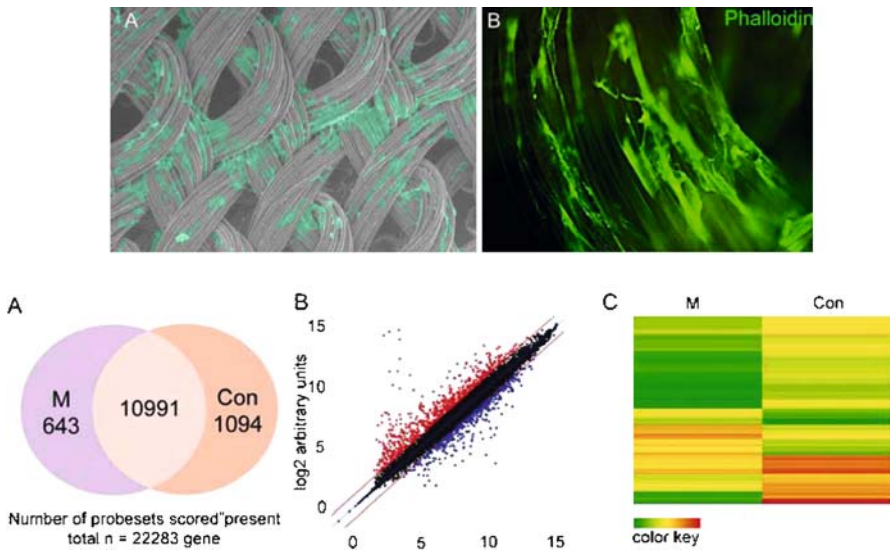 A
B Phalloidin
A
M
643
10991
Con
1094
Number of probesets scored"present
total n = 22283 gene
B
log2 arbitrary units
15
10
5
0
0 5 10 15
C
M Con
color key